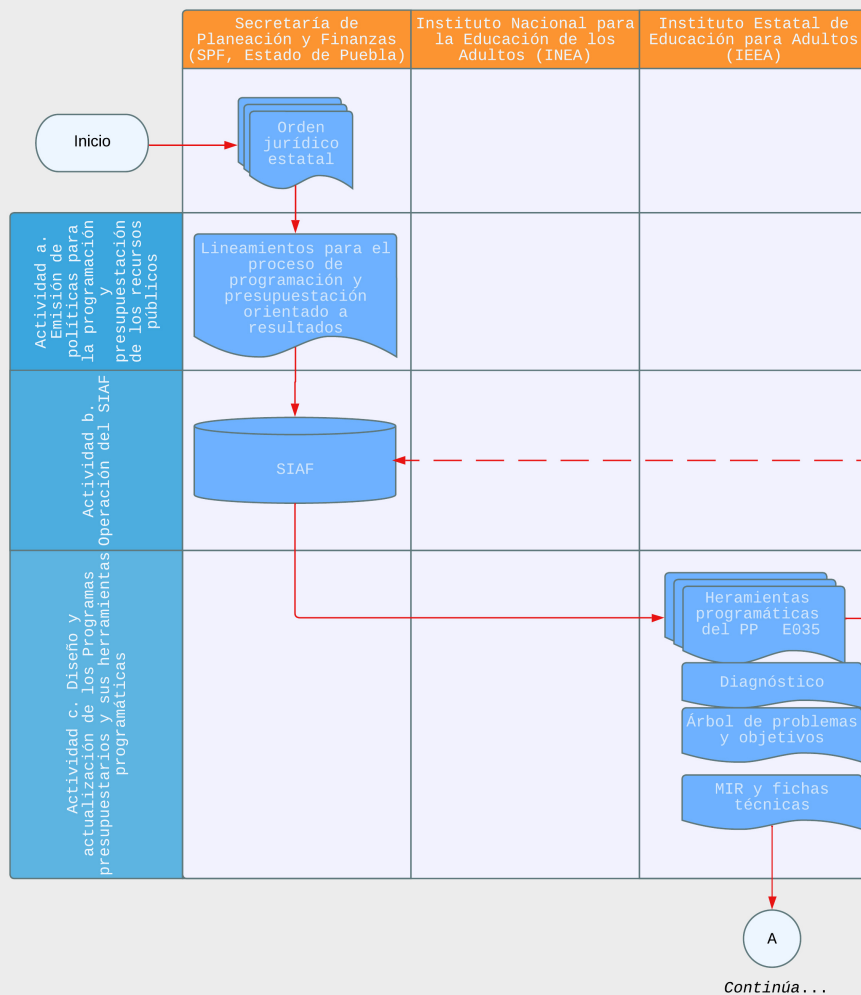 Secretaría de
Planeación y Finanzas
(SPF, Estado de Puebla)
Instituto Nacional para
la Educación de los
Adultos (INEA)
Instituto Estatal de
Educación para Adultos
(IEEA)
Inicio
Orden
jurídico
estatal
Actividad a.
Emisión de
políticas para
la programación
y
presupuestación
de los recursos
públicos
Lineamientos para el
proceso de
programación y
presupuestación
orientado a
resultados
Actividad b.
Operación del SIAF
SIAF
Actividad c. Diseño y
actualización de los Programas
presupuestarios y sus herramientas
programáticas
Heramientas
programáticas
del PP E035
Diagnóstico
Árbol de problemas
y objetivos
MIR y fichas
técnicas
A
Continúa...